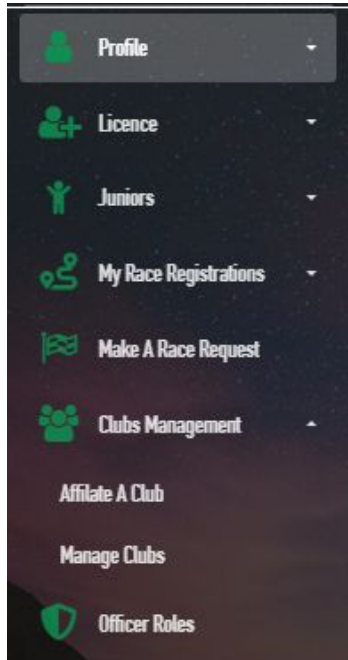 Profile
Licence
Juniors
My Race Registrations
Make A Race Request
Clubs Management
Affilate A Club
Manage Clubs
Officer Roles